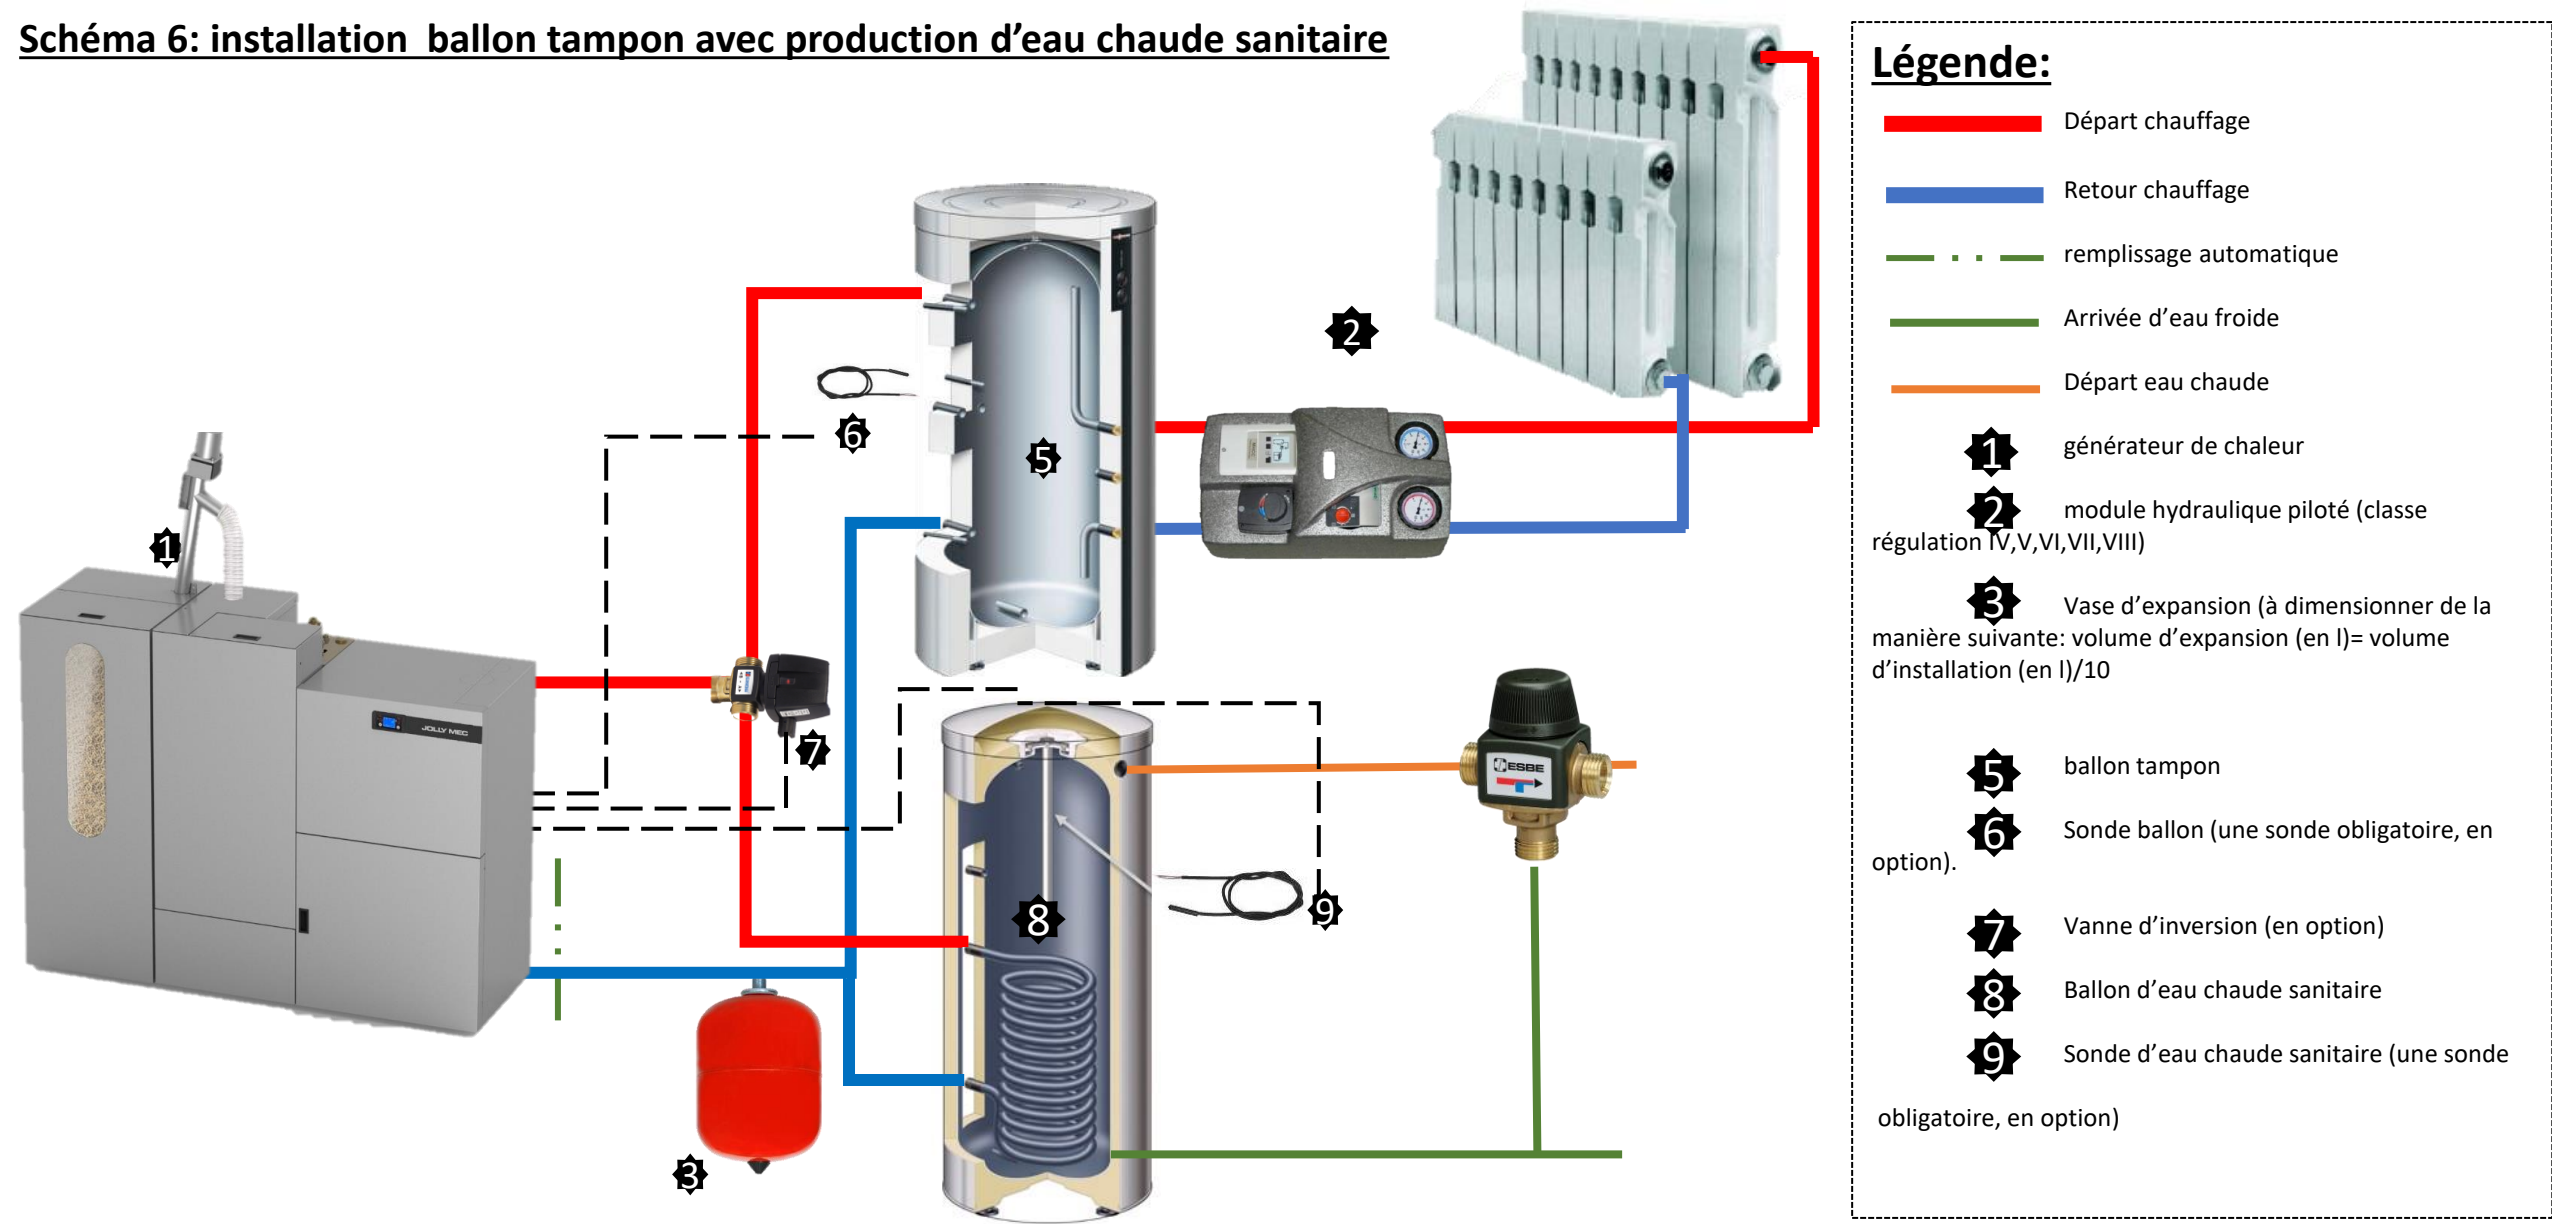 Schéma 6: installation  ballon tampon avec production d'eau chaude sanitaire
Légende:
Départ chauffage
Retour chauffage
remplissage automatique
Arrivée d'eau froide
Départ eau chaude
1 générateur de chaleur
2 module hydraulique piloté (classe
régulation IV,V,VI,VII,VIII)
3 Vase d'expansion (à dimensionner de la
manière suivante: volume d'expansion (en l)= volume
d'installation (en l)/10
5 ballon tampon
6 Sonde ballon (une sonde obligatoire, en
option).
7 Vanne d'inversion (en option)
8 Ballon d'eau chaude sanitaire
9 Sonde d'eau chaude sanitaire (une sonde
obligatoire, en option)
2
6
5
1
JOLLY MEC
7
ESBE
8
9
3